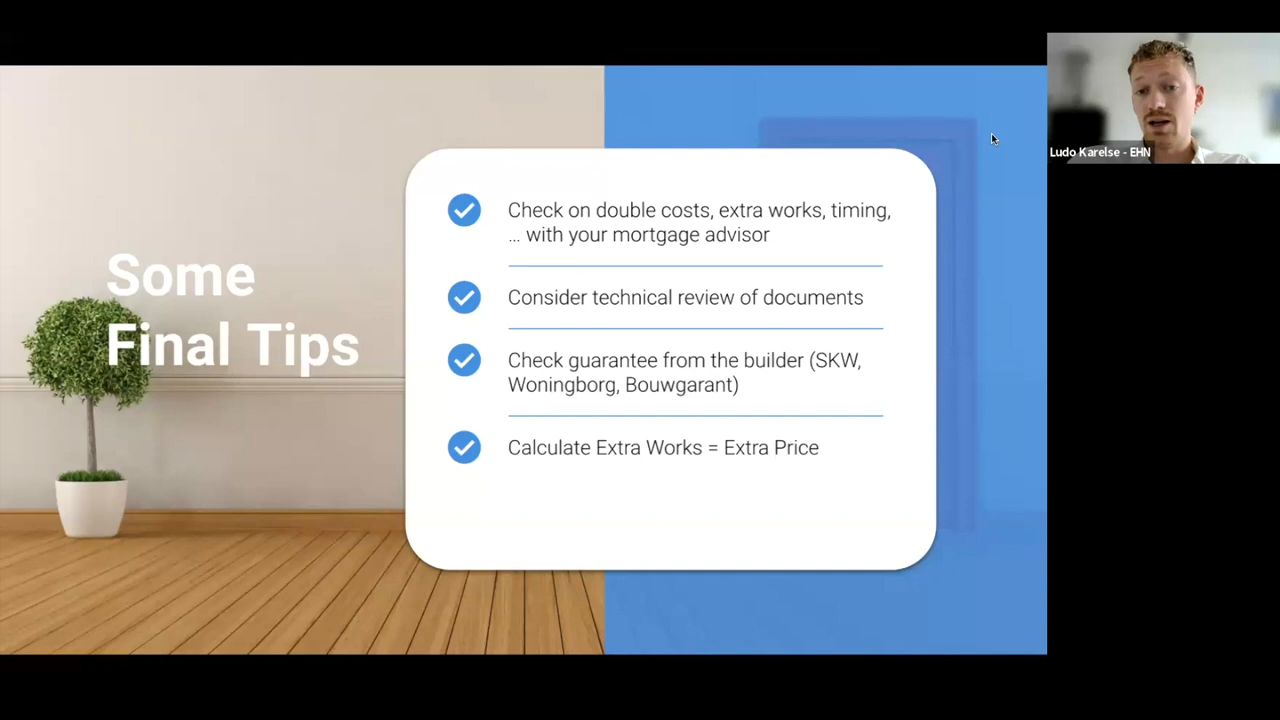 Some
Final Tips
Check on double costs, extra works, timing,
... with your mortgage advisor
Consider technical review of documents
Check guarantee from the builder (SKW,
Woningborg, Bouwgarant)
Calculate Extra Works = Extra Price
Ludo Karelse - EHN